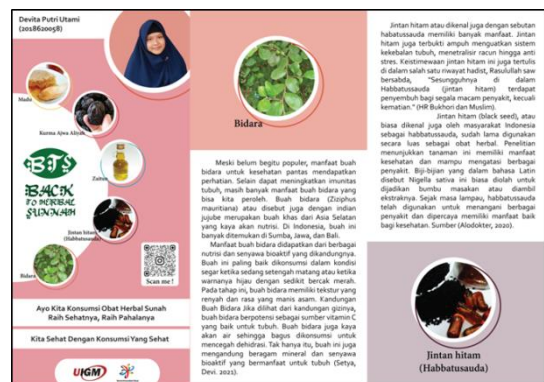 Devita Putri Utami
(2018620058)
Madu
Kurma Ajwa Aliyah
Zaitun
BTS
BACK
TO HERBAL
SUNNAH
Jintan hitam
(Habbatusauda)
Bidara
Scan me !
Ayo Kita Konsumsi Obat Herbal Sunah
Raih Sehatnya, Raih Pahalanya
Kita Sehat Dengan Konsumsi Yang Sehat
UIGM
Bidara
Meski belum begitu populer, manfaat buah
bidara untuk kesehatan pantas mendapatkan
perhatian. Selain dapat meningkatkan imunitas
tubuh, masih banyak manfaat buah bidara yang
bisa kita peroleh. Buah bidara (Ziziphus
mauritiana) atau disebut juga dengan indian
jujube merupakan buah khas dari Asia Selatan
yang kaya akan nutrisi. Di Indonesia, buah ini
banyak ditemukan di Sumba, Jawa, dan Bali.
Manfaat buah bidara didapatkan dari berbagai
nutrisi dan senyawa bioaktif yang dikandungnya.
Buah ini paling baik dikonsumsi dalam kondisi
segar ketika sedang setengah matang atau ketika
warnanya hijau dengan sedikit bercak merah.
Pada tahap ini, buah bidara memiliki tekstur yang
renyah dan rasa yang manis asam. Kandungan
Buah Bidara Jika dilihat dari kandungan gizinya,
buah bidara berpotensi sebagai sumber vitamin C
yang baik untuk tubuh. Buah bidara juga kaya
akan air sehingga bagus dikonsumsi untuk
mencegah dehidrasi. Tak hanya itu, buah ini juga
mengandung beragam mineral dan senyawa
bioaktif yang bermanfaat untuk tubuh (Setya,
Devi. 2021).
Jintan hitam atau dikenal juga dengan sebutan
habatussauda memiliki banyak manfaat. Jintan
hitam juga terbukti ampuh menguatkan sistem
kekebalan tubuh, menetralisir racun hingga anti
stres. Keistimewaan jintan hitam ini juga tertulis
di dalam salah satu riwayat hadist, Rasulullah saw
bersabda, "Sesungguhnya di dalam
Habbatussauda (jintan hitam) terdapat
penyembuh bagi segala macam penyakit, kecuali
kematian." (HR Bukhori dan Muslim).
Jintan hitam (black seed), atau
biasa dikenal juga oleh masyarakat Indonesia
sebagai habbatussauda, sudah lama digunakan
secara luas sebagai obat herbal. Penelitian
menunjukkan tanaman ini memiliki manfaat
kesehatan dan mampu mengatasi berbagai
penyakit. Biji-bijian yang dalam bahasa Latin
disebut Nigella sativa ini biasa diolah untuk
dijadikan bumbu masakan atau diambil
ekstraknya. Sejak masa lampau, habbatussauda
telah digunakan untuk menangani berbagai
penyakit dan dipercaya memiliki manfaat baik
bagi kesehatan. Sumber (Alodokter, 2020).
Jintan hitam
(Habbatusauda)